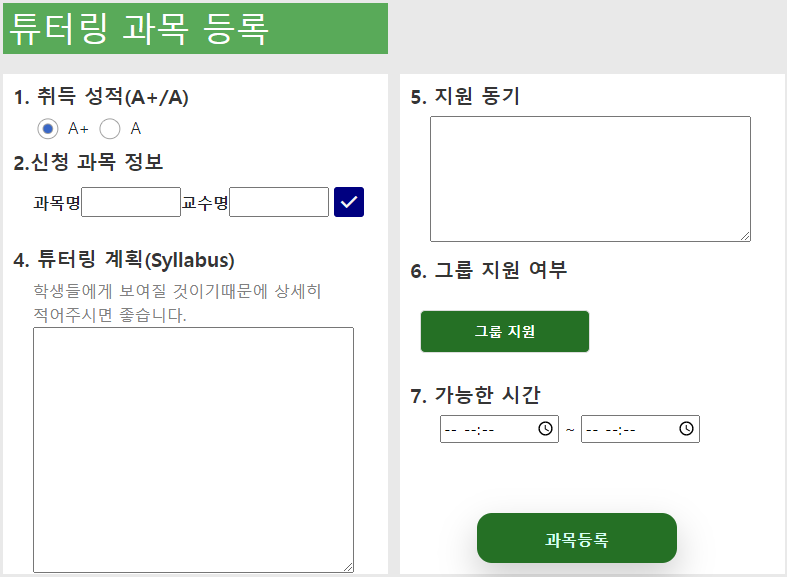 튜터링 과목 등록
1. 취득 성적(A+/A)
A+ A
2.신청 과목 정보
과목명 교수명
4. 튜터링 계획(Syllabus)
학생들에게 보여질 것이기때문에 상세히
적어주시면 좋습니다.
5. 지원 동기
6. 그룹 지원 여부
그룹 지원
7. 가능한 시간
-- --:-- ~ -- --:--
과목등록